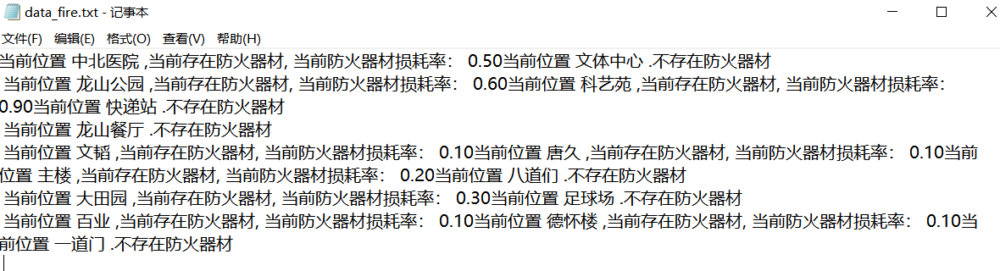 data_fire.txt - 记事本
文件(F) 编辑(E) 格式(O) 查看(V) 帮助(H)
当前位置 中北医院 ,当前存在防火器材, 当前防火器材损耗率： 0.50当前位置 文体中心 .不存在防火器材
当前位置 龙山公园 ,当前存在防火器材, 当前防火器材损耗率： 0.60当前位置 科艺苑 ,当前存在防火器材, 当前防火器材损耗率：
0.90当前位置 快递站 .不存在防火器材
当前位置 龙山餐厅 .不存在防火器材
当前位置 文韬 ,当前存在防火器材, 当前防火器材损耗率： 0.10当前位置 唐久 ,当前存在防火器材, 当前防火器材损耗率： 0.10当前
位置 主楼 ,当前存在防火器材, 当前防火器材损耗率： 0.20当前位置 八道们 .不存在防火器材
当前位置 大田园 ,当前存在防火器材, 当前防火器材损耗率： 0.30当前位置 足球场 .不存在防火器材
当前位置 百业 ,当前存在防火器材, 当前防火器材损耗率： 0.10当前位置 德怀楼 ,当前存在防火器材, 当前防火器材损耗率： 0.10当
前位置 一道门 .不存在防火器材